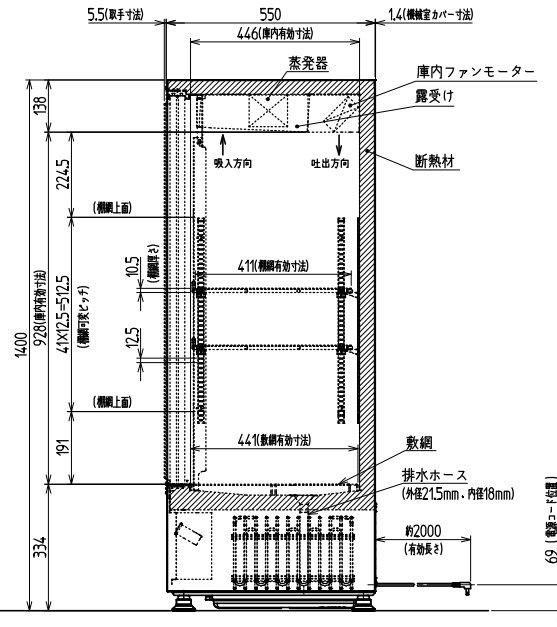 5.5(取手寸法)
550
1.4(機械室カバー寸法)
446(庫内有効寸法)
蒸発器
庫内ファンモーター
露受け
138
吸入方向
吐出方向
断熱材
224.5
(棚網上面)
10.5
(棚網厚さ)
411(棚網有効寸法)
1400
928(庫内有効寸法)
41×12.5=512.5
(棚網可変ピッチ)
12.5
(棚網上面)
191
441(敷網有効寸法)
敷網
排水ホース
(外径21.5mm、内径18mm)
334
約2000
(有効長さ)
69 (電源コード位置)